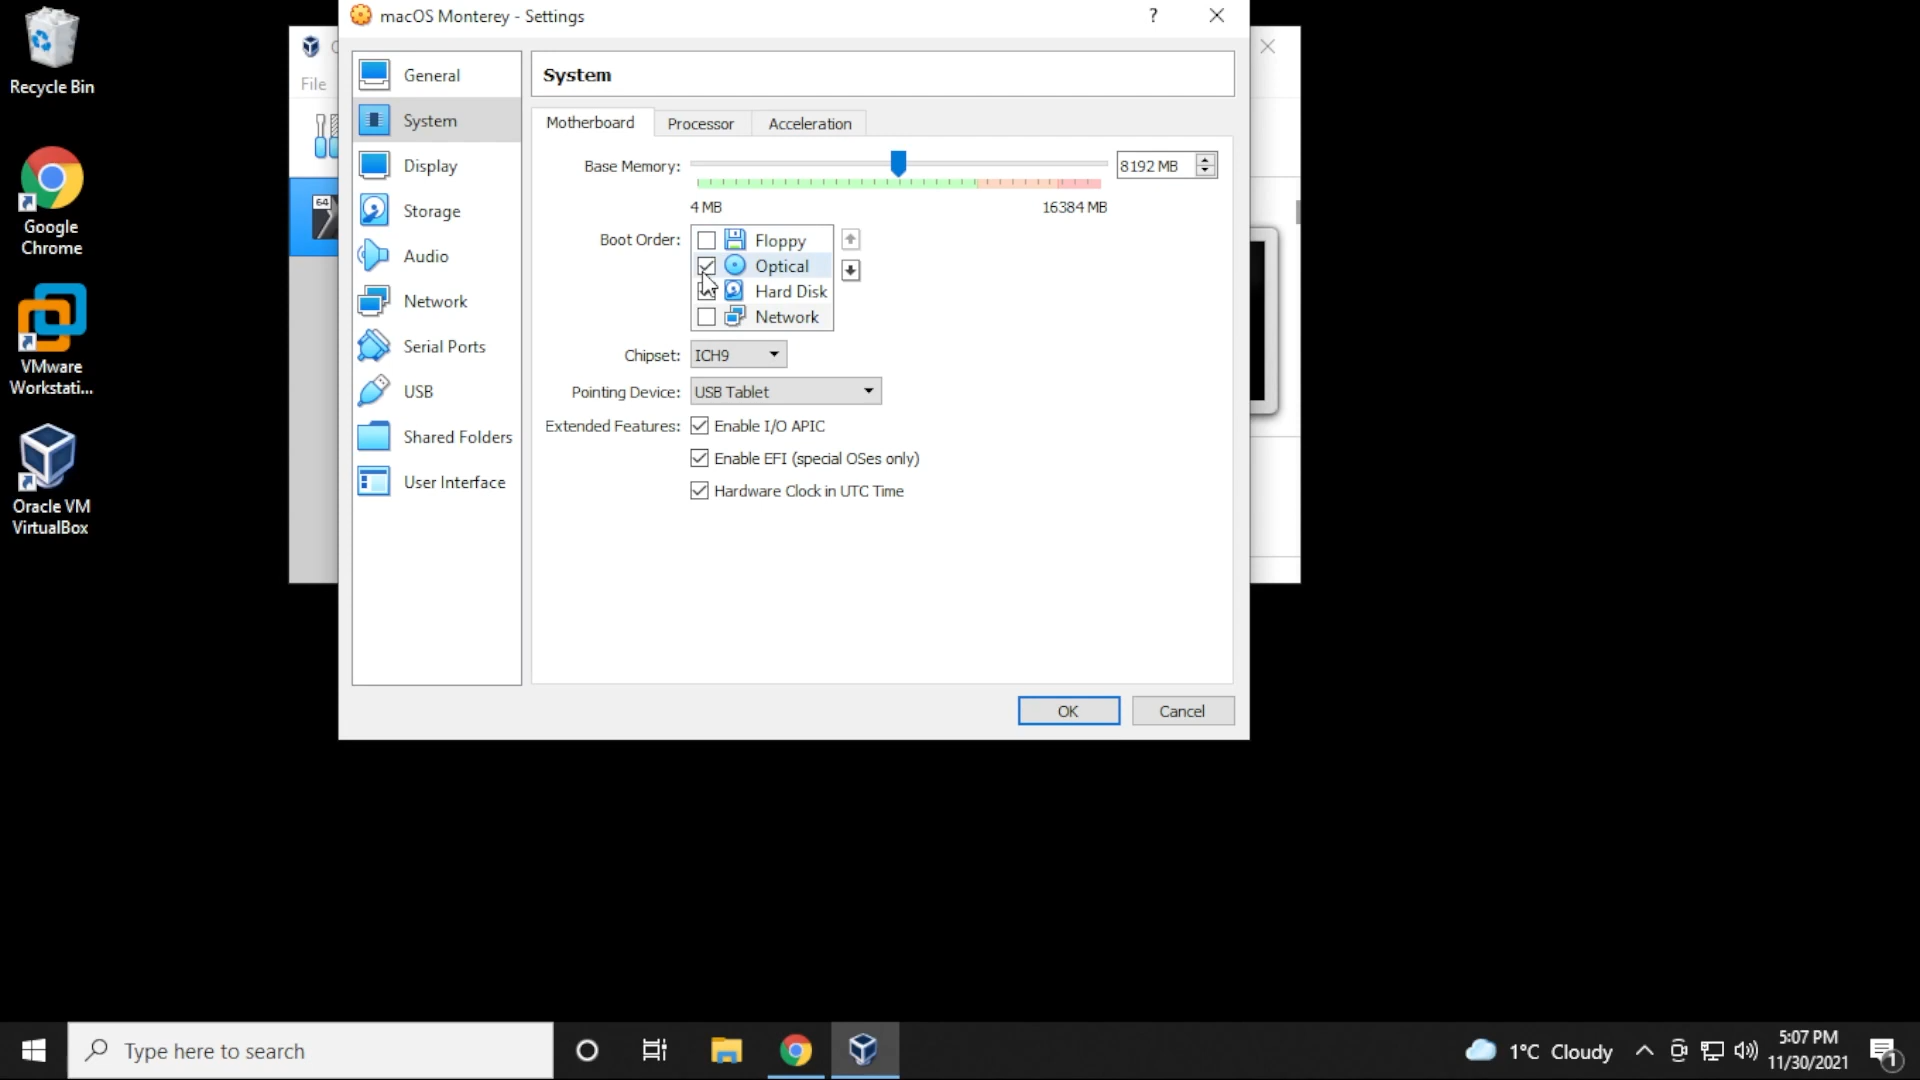 Recycle Bin
Google
Chrome
VMware
Workstati...
Oracle VM
VirtualBox
File
64
macOS Monterey - Settings
?
General
System
Display
Storage
Audio
Network
Serial Ports
USB
Shared Folders
User Interface
System
Motherboard
Processor
Acceleration
Base Memory:
8192 MB
4 MB
16384 MB
Boot Order:
Floppy
Optical
Hard Disk
Network
Chipset: ICH9
Pointing Device: USB Tablet
Extended Features: Enable I/O APIC
Enable EFI (special OSes only)
Hardware Clock in UTC Time
OK
Cancel
Type here to search
1°C Cloudy
5:07 PM
11/30/2021
1